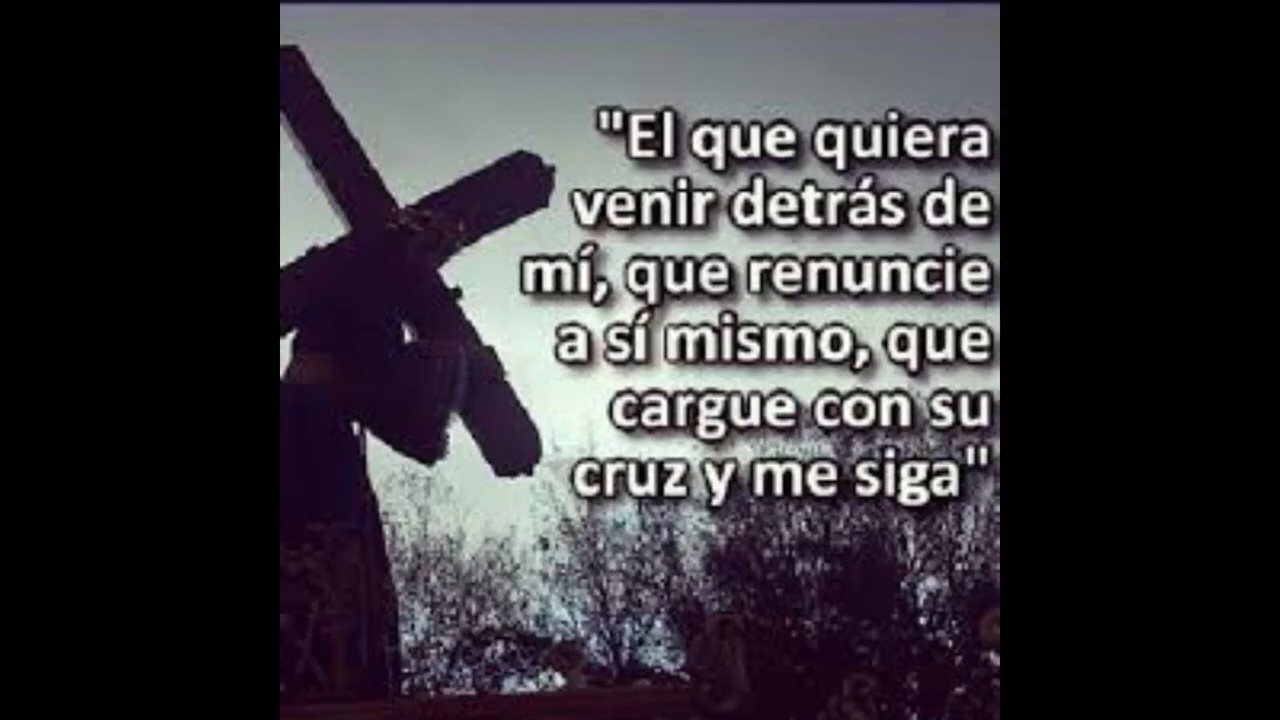 "El que quiera
venir detrás de
mí, que renuncie
a sí mismo, que
cargue con su
cruz y me siga"